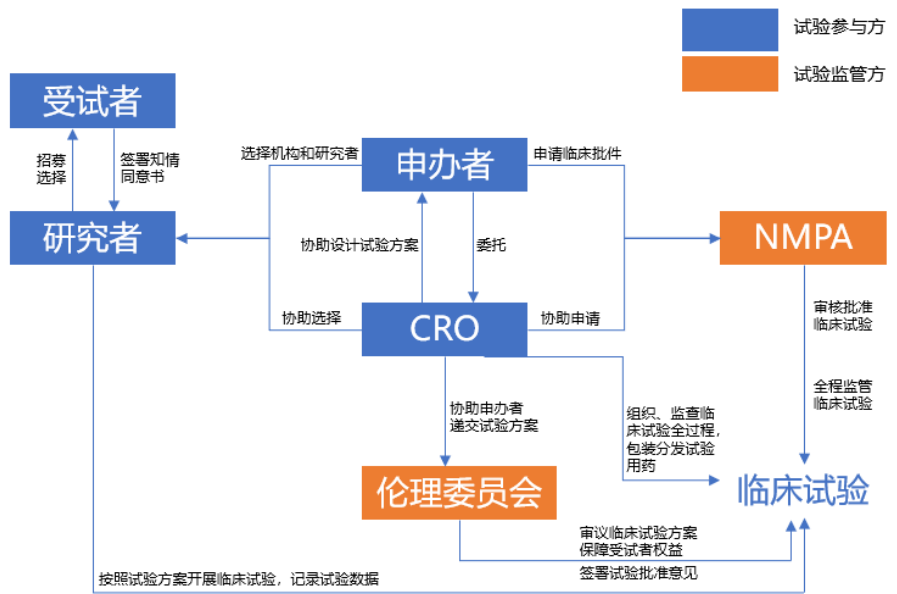 试验参与方
试验监管方
受试者
招募
选择
签署知情
同意书
研究者
选择机构和研究者
申办者
申请临床批件
协助设计试验方案
委托
NMPA
协助选择
CRO
协助申请
审核批准
临床试验
全程监管
临床试验
协助申办者
递交试验方案
组织、监查临
床试验全过程，
包装分发试验
用药
伦理委员会
临床试验
审议临床试验方案
保障受试者权益
签署试验批准意见
按照试验方案开展临床试验，记录试验数据